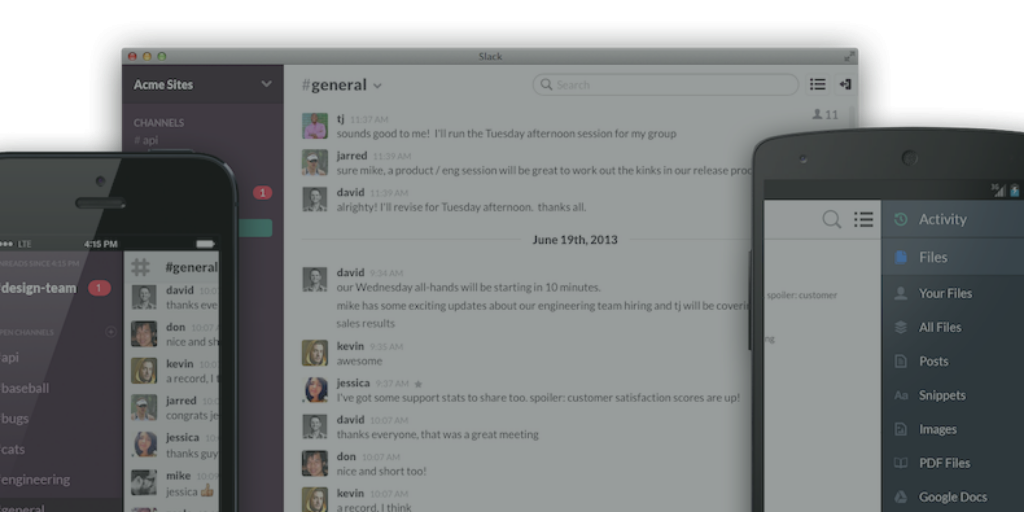 Slack
Acme Sites
#general
Search
CHANNELS
# api
1
11
tj 11:37 AM
sounds good to me! I'll run the Tuesday afternoon session for my group
jarred 11:39 AM
sure mike, a product / eng session will be great to work out the kinks in our release
david 11:39 AM
alrighty! I'll revise for Tuesday afternoon, thanks all.
June 19th, 2013
david 9:34 AM
our Wednesday all-hands will be starting in 10 minutes.
mike has some exciting updates about our engineering team hiring and tj will be
sales results
kevin 9:35 AM
awesome
jessica 9:37 AM
I've got some support stats to share too. spoiler: customer satisfaction scores are up!
david 10:07 AM
thanks everyone, that was a great meeting
don 10:07 AM
nice and short too!
kevin 10:07 AM
a record, I think
LTE 4:15 PM
THREADS SINCE 4:15 PM
design-team 1
OPEN CHANNELS
api
baseball
bugs
cats
engineering
general
#general
david
thanks
don
nice and
kevin
a record, I
jarred
congrats
jessica
thanks guy
mike
jessica
3G
spoiler: customer
Activity
Files
Your Files
All Files
Posts
Aa Snippets
Images
PDF Files
Google Docs